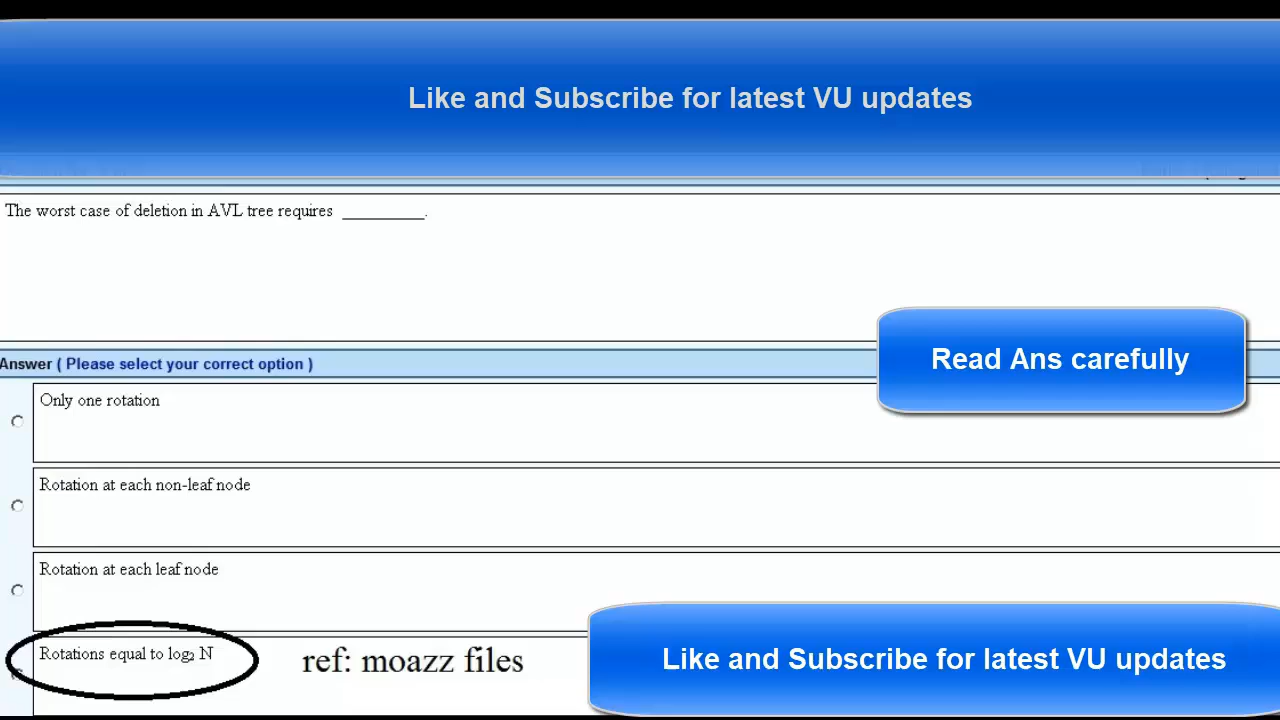 Like and Subscribe for latest VU updates
The worst case of deletion in AVL tree requires _________.
Answer ( Please select your correct option )
Read Ans carefully
Only one rotation
Rotation at each non-leaf node
Rotation at each leaf node
Rotations equal to log₂ N
ref: moazz files
Like and Subscribe for latest VU updates